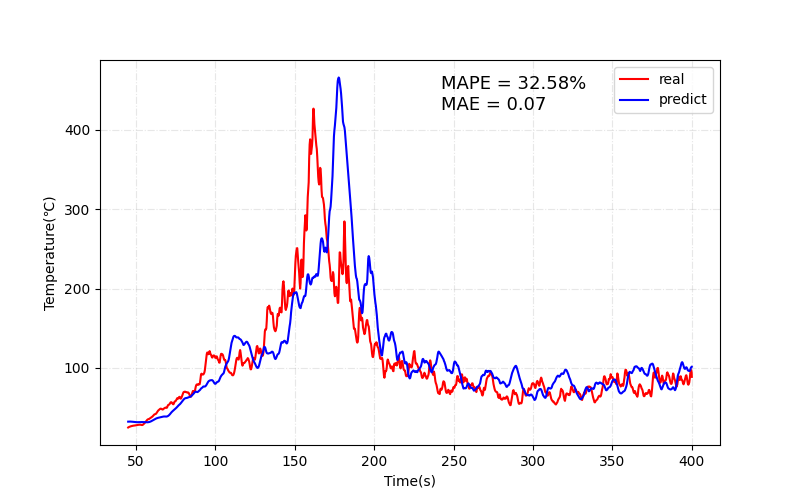 MAPE = 32.58%
MAE = 0.07
real
predict
Temperature(℃)
400
300
200
100
50
100
150
200
250
300
350
400
Time(s)